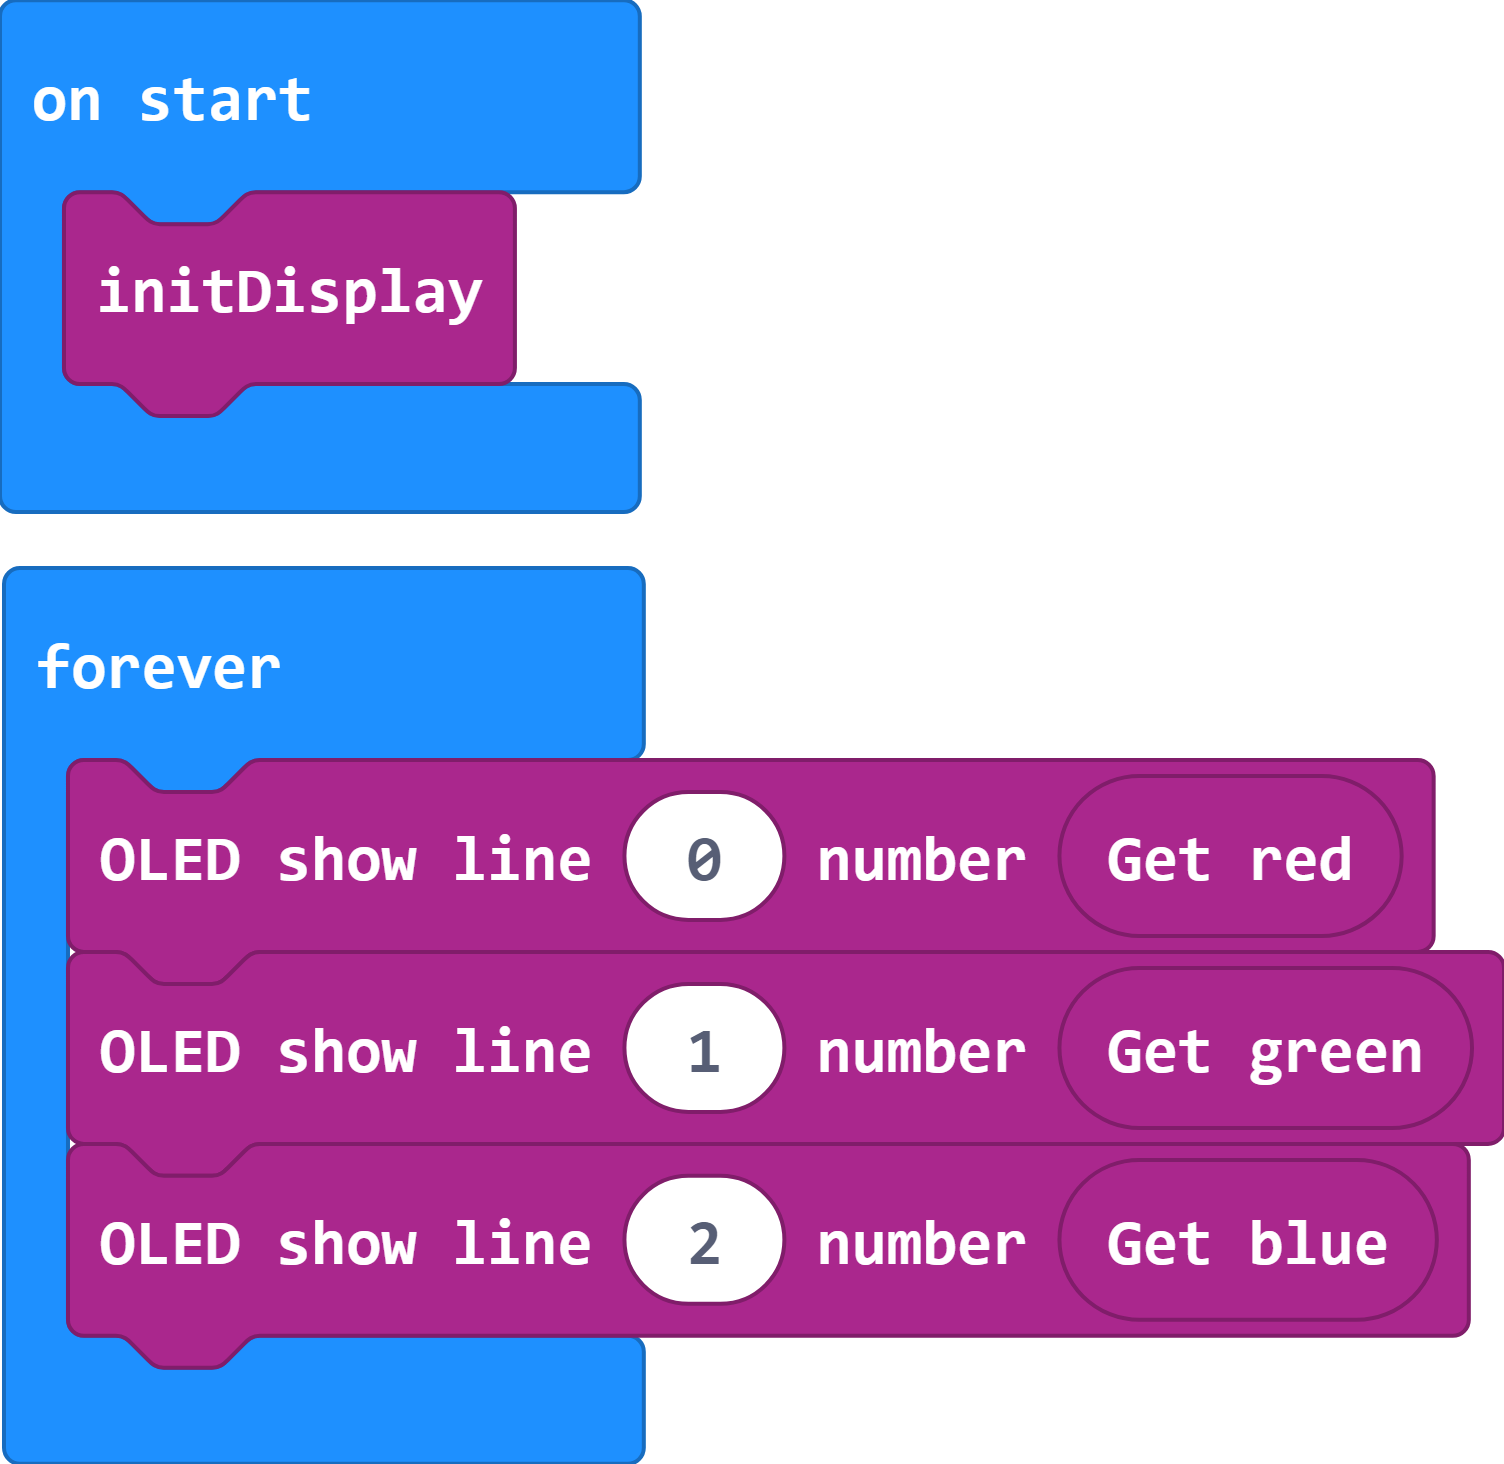 on start
initDisplay
forever
OLED show line 0 number Get red
OLED show line 1 number Get green
OLED show line 2 number Get blue